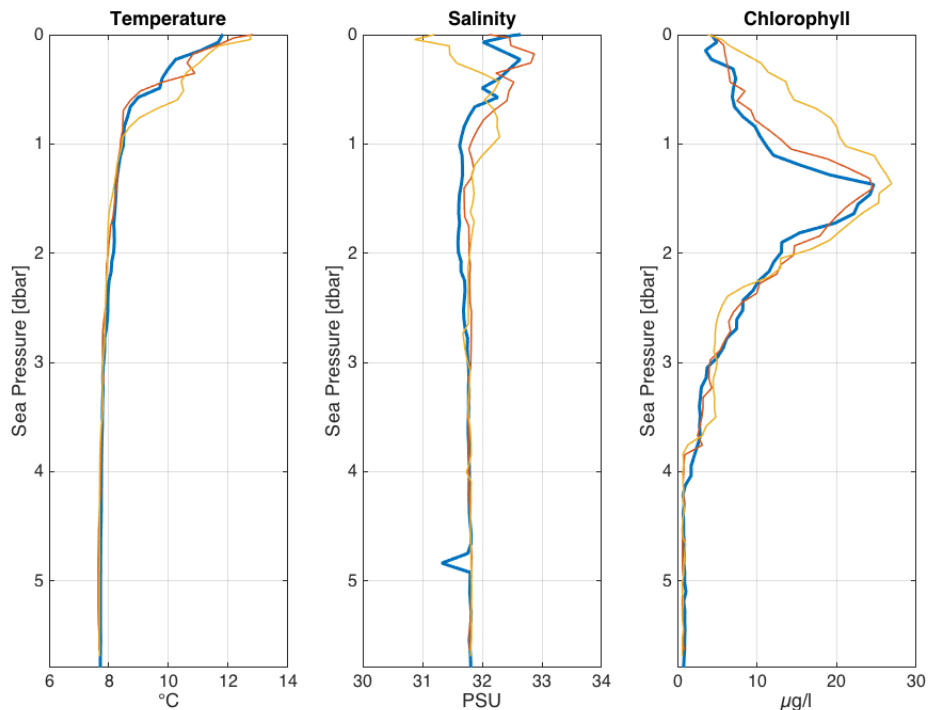 Temperature
Salinity
Chlorophyll
0
1
2
3
4
5
Sea Pressure [dbar]
6 8 10 12 14
°C
0
1
2
3
4
5
Sea Pressure [dbar]
30 31 32 33 34
PSU
0
1
2
3
4
5
Sea Pressure [dbar]
0 10 20 30
µg/l